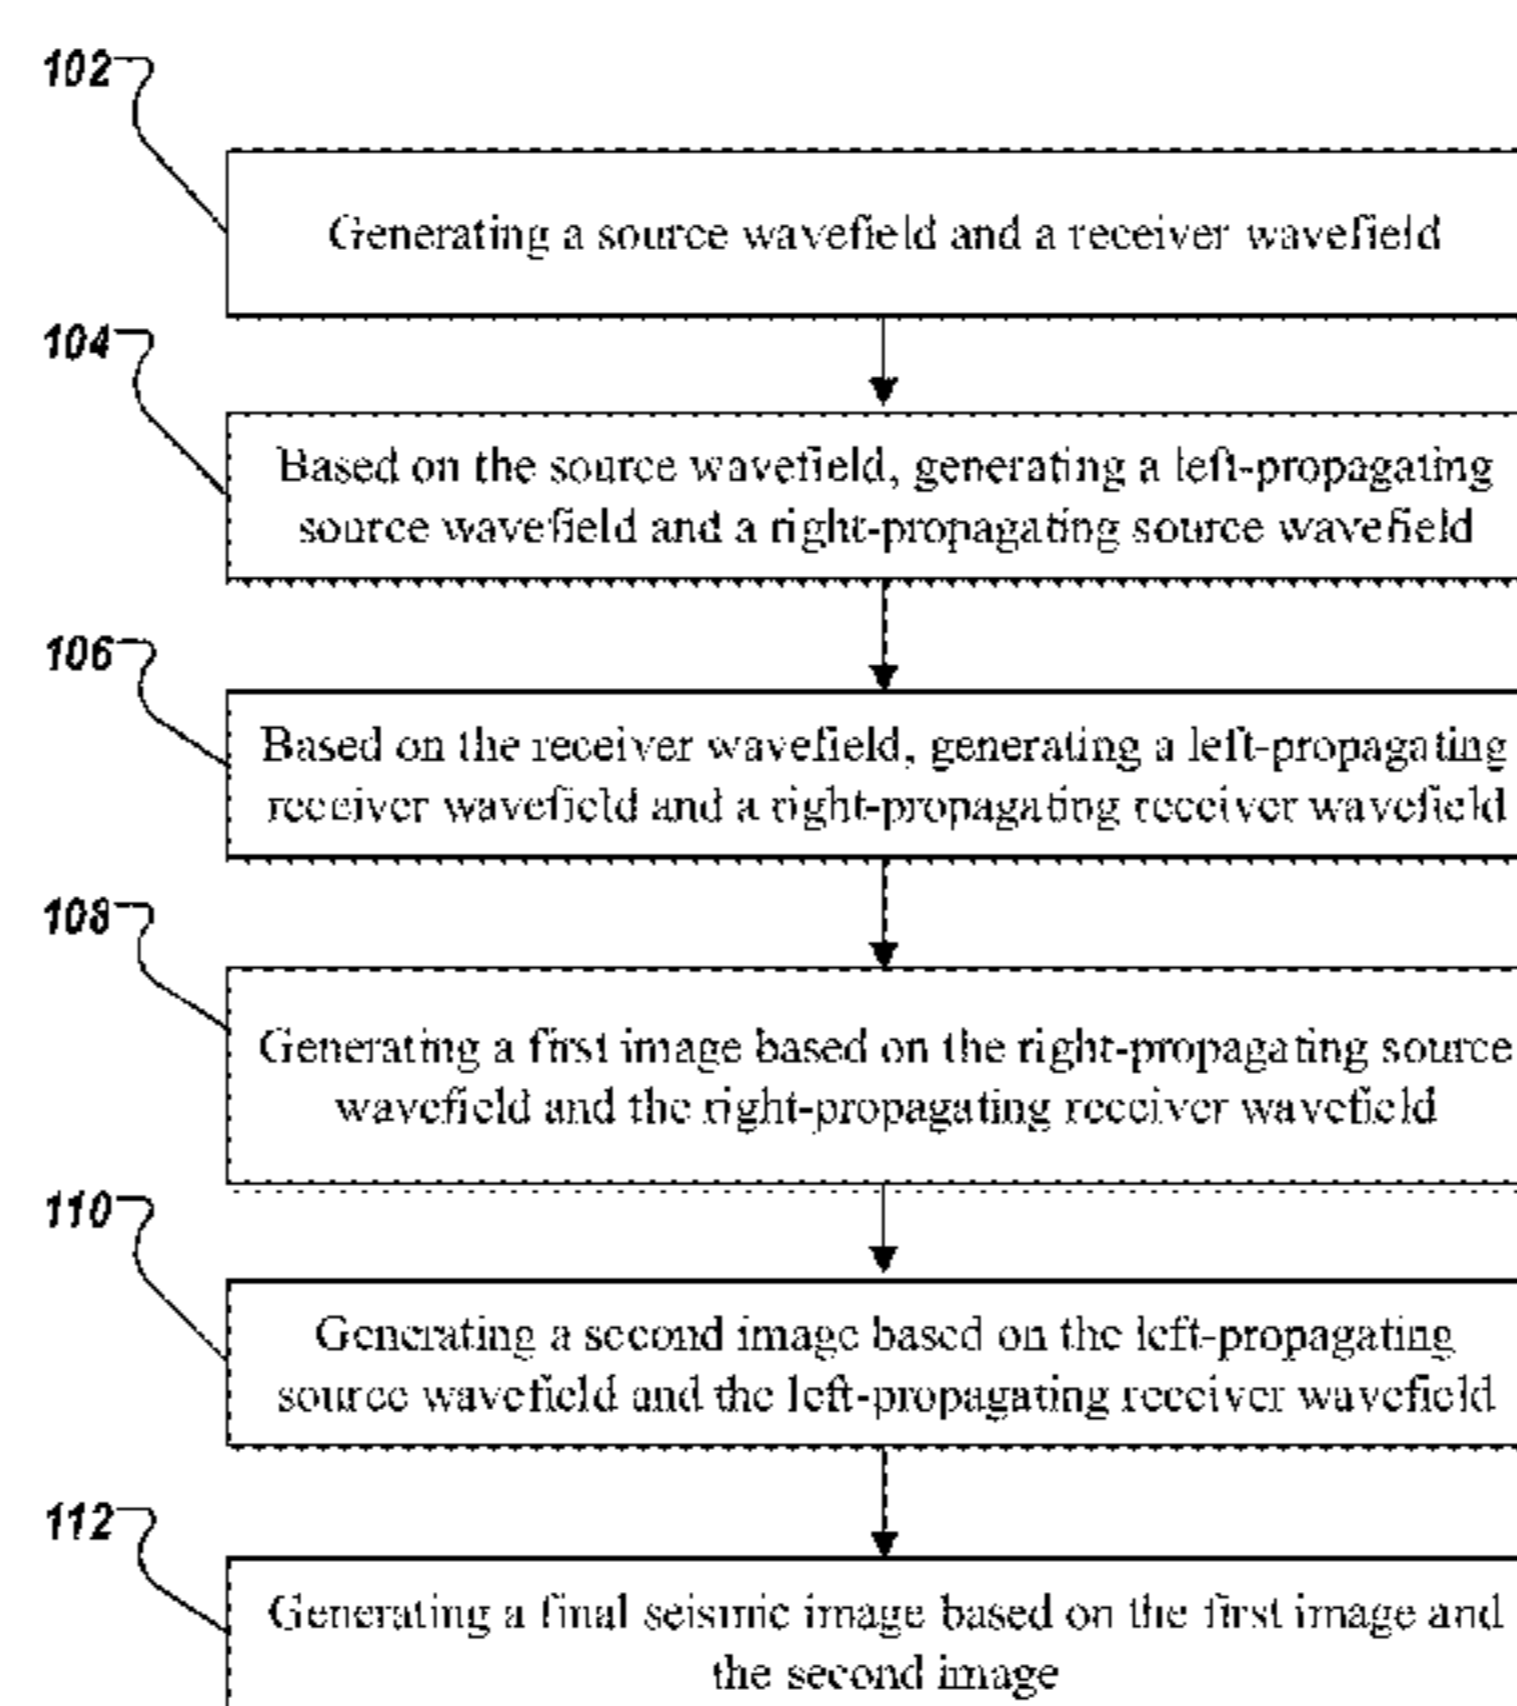 102
Generating a source wavefield and a receiver wavefield
104
Based on the source wavefield, generating a left-propagating
source wavefield and a right-propagating source wavefield
106
Based on the receiver wavefield, generating a left-propagating
receiver wavefield and a right-propagating receiver wavefield
108
Generating a first image based on the right-propagating source
wavefield and the right-propagating receiver wavefield
110
Generating a second image based on the left-propagating
source wavefield and the left-propagating receiver wavefield
112
Generating a final seismic image based on the first image and
the second image